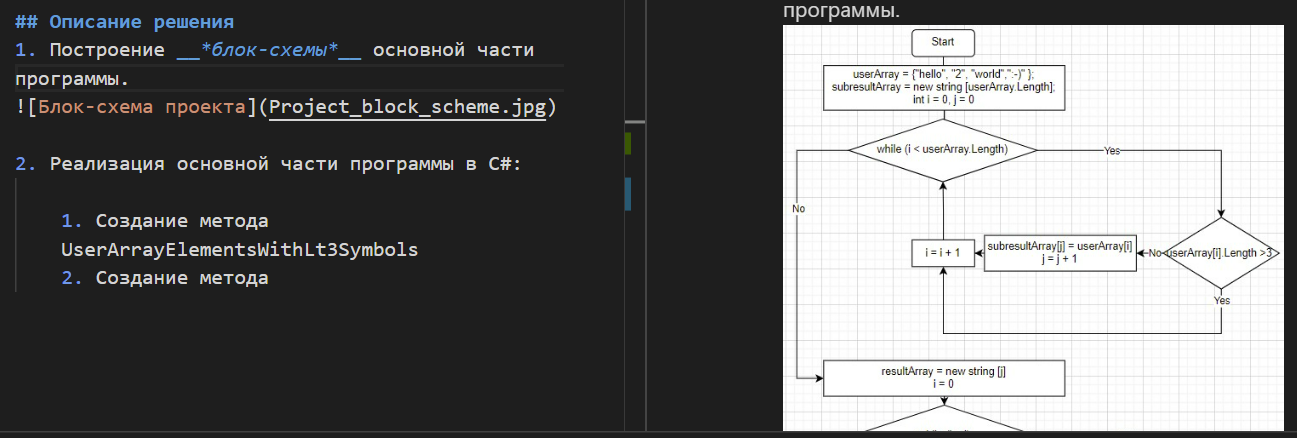 ## Описание решения
1. Построение __*блок-схемы*__ основной части
программы.
![Блок-схема проекта](Project_block_scheme.jpg)
2. Реализация основной части программы в C#:
1. Создание метода
UserArrayElementsWithLt3Symbols
2. Создание метода
программы.
Start
userArray = {"hello", "2", "world",":-)" };
subresultArray = new string [userArray.Length];
int i = 0, j = 0
while (i < userArray.Length)
Yes
No
i = i + 1
subresultArray[j] = userArray[i]
j = j + 1
No
userArray[i].Length >3
Yes
resultArray = new string [j]
i = 0